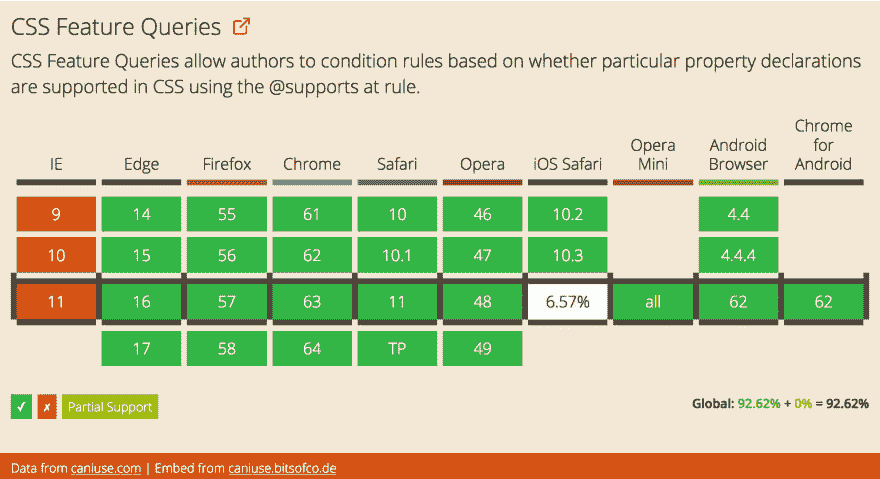 CSS Feature Queries
CSS Feature Queries allow authors to condition rules based on whether particular property declarations
are supported in CSS using the @supports at rule.
IE Edge Firefox Chrome Safari Opera iOS Safari Opera Mini Android Browser Chrome for Android
9 14 55 61 10 46 10.2 4.4
10 15 56 62 10.1 47 10.3 4.4.4
11 16 57 63 11 48 6.57% all 62 62
17 58 64 TP 49
✓ ✗ Partial Support
Global: 92.62% + 0% = 92.62%
Data from caniuse.com | Embed from caniuse.bitsofco.de